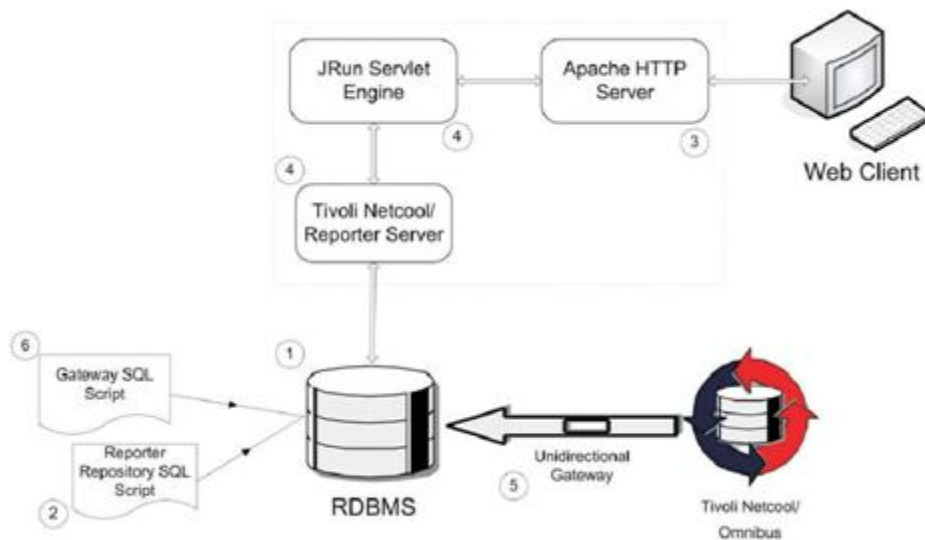 JRun Servlet
Engine
Apache HTTP
Server
4
3
Web Client
4
Tivoli Netcool/
Reporter Server
6
1
Gateway SQL
Script
Reporter
Repository SQL
Script
2
RDBMS
Unidirectional
Gateway
5
Tivoli Netcool/
Omnibus